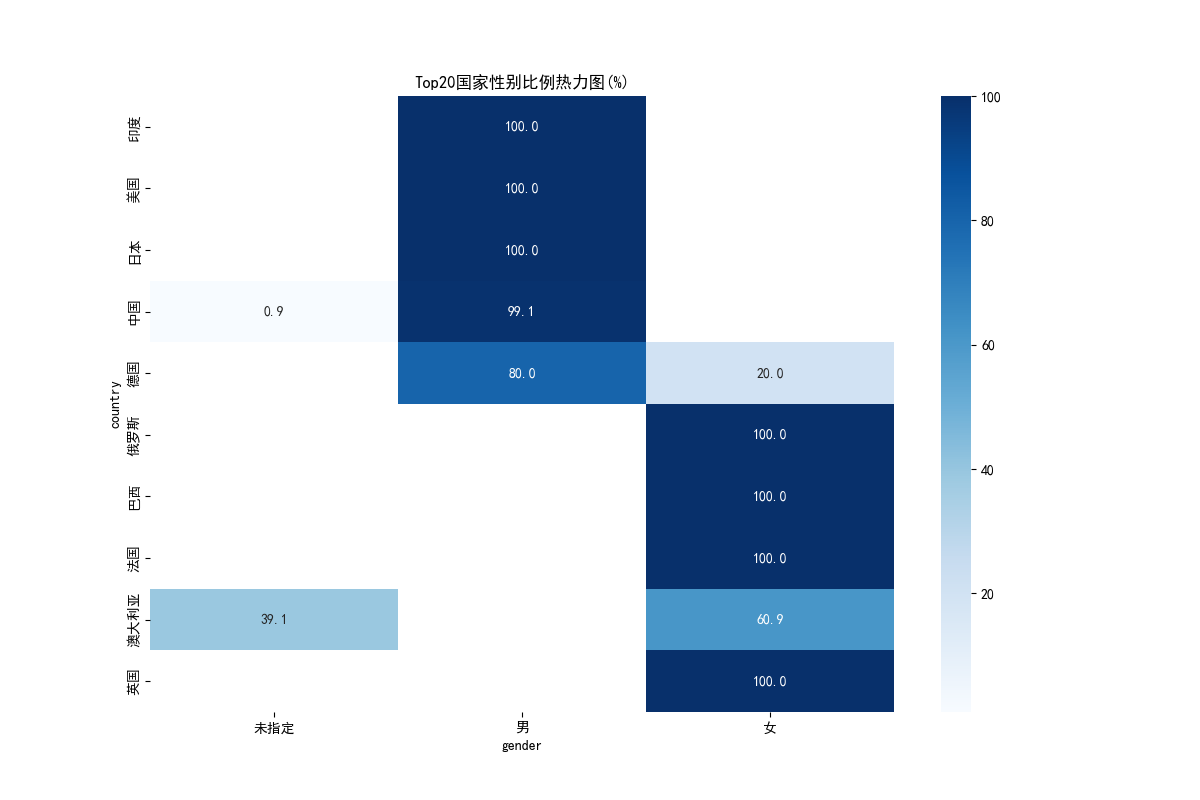 Top20国家性别比例热力图(%)
印度
100.0
美国
100.0
日本
100.0
中国
0.9
99.1
德国
80.0
20.0
俄罗斯
100.0
巴西
100.0
法国
100.0
澳大利亚
39.1
60.9
英国
100.0
country
未指定
男
女
gender
100
80
60
40
20